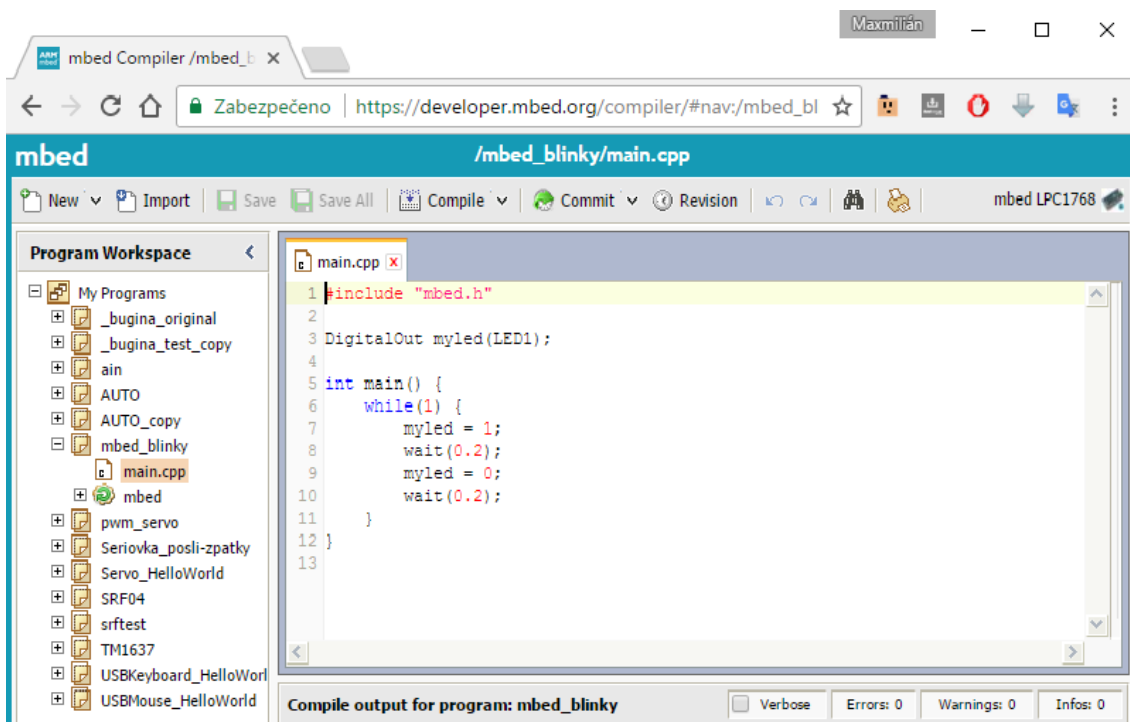 Maxmilián
ARM mbed
mbed Compiler /mbed_b
Zabezpečeno https://developer.mbed.org/compiler/#nav:/mbed_bl
mbed /mbed_blinky/main.cpp
New Import Save Save All Compile Commit Revision mbed LPC1768
Program Workspace
main.cpp
My Programs
_bugina_original
_bugina_test_copy
ain
AUTO
AUTO_copy
mbed_blinky
main.cpp
mbed
pwm_servo
Seriovka_posli-zpatky
Servo_HelloWorld
SRF04
srftest
TM1637
USBKeyboard_HelloWorl
USBMouse_HelloWorld
1 #include "mbed.h"
2
3 DigitalOut myled(LED1);
4
5 int main() {
6 while(1) {
7 myled = 1;
8 wait(0.2);
9 myled = 0;
10 wait(0.2);
11 }
12 }
13
Compile output for program: mbed_blinky Verbose Errors: 0 Warnings: 0 Infos: 0